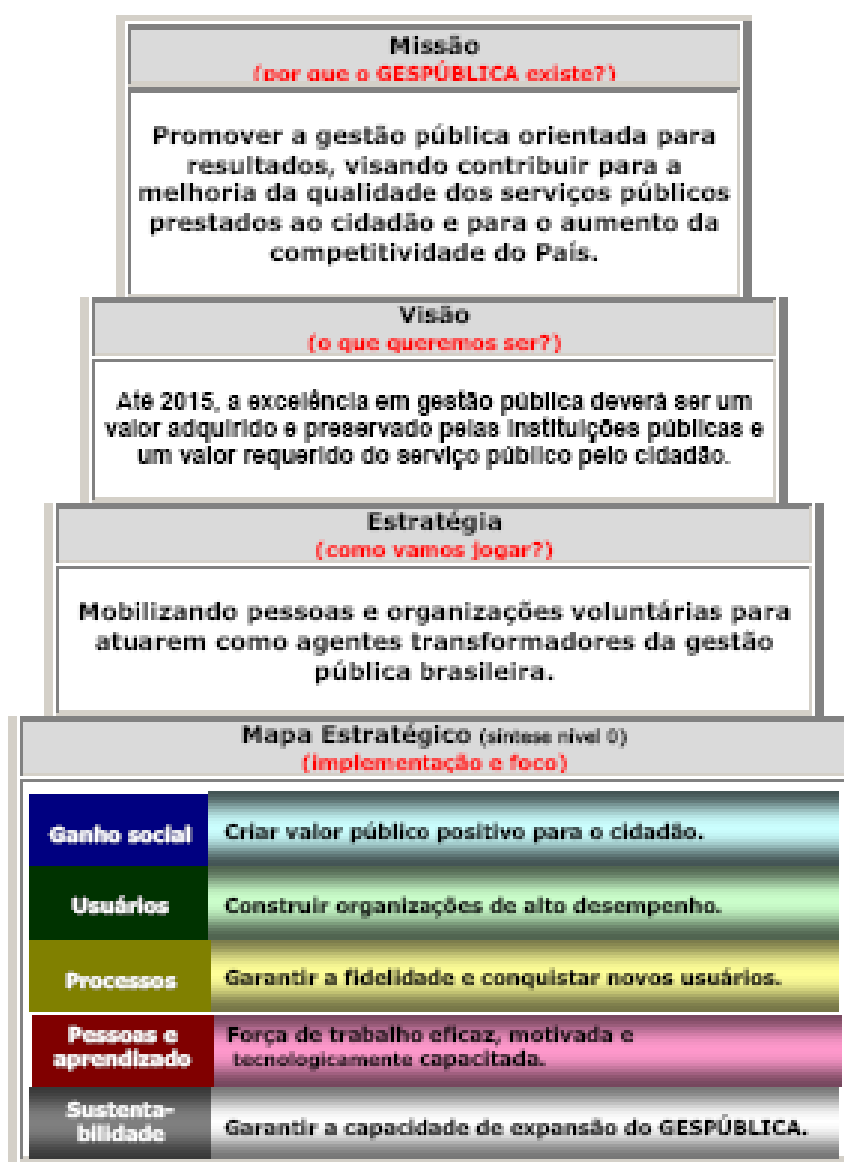 Missão
(por que o GESPÚBLICA existe?)
Promover a gestão pública orientada para
resultados, visando contribuir para a
melhoria da qualidade dos serviços públicos
prestados ao cidadão e para o aumento da
competitividade do País.
Visão
(o que queremos ser?)
Até 2015, a excelência em gestão pública deverá ser um
valor adquirido e preservado pelas instituições públicas e
um valor requerido do serviço público pelo cidadão.
Estratégia
(como vamos jogar?)
Mobilizando pessoas e organizações voluntárias para
atuarem como agentes transformadores da gestão
pública brasileira.
Mapa Estratégico (síntese nível 0)
(implementação e foco)
Ganho social
Criar valor público positivo para o cidadão.
Usuários
Construir organizações de alto desempenho.
Processos
Garantir a fidelidade e conquistar novos usuários.
Pessoas e
aprendizado
Força de trabalho eficaz, motivada e
tecnologicamente capacitada.
Sustenta-
bilidade
Garantir a capacidade de expansão do GESPÚBLICA.